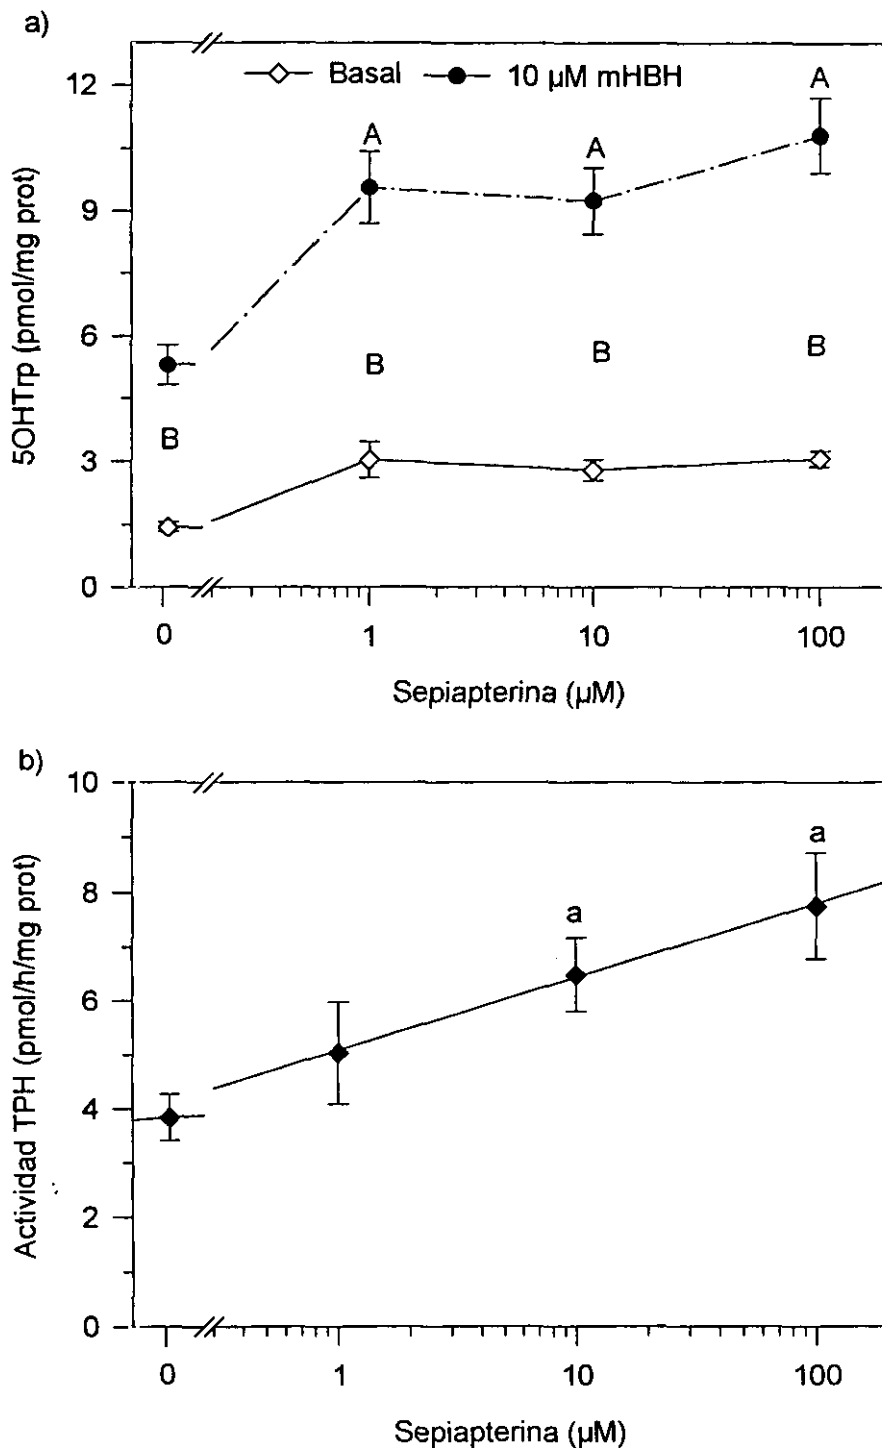 a)
Basal
10 µM mHBH
12
9
6
3
0
5OHTrp (pmol/mg prot)
A
A
A
B
B
B
B
0
1
10
100
Sepiapterina (µM)
b)
10
8
6
4
2
0
Actividad TPH (pmol/h/mg prot)
a
a
0
1
10
100
Sepiapterina (µM)